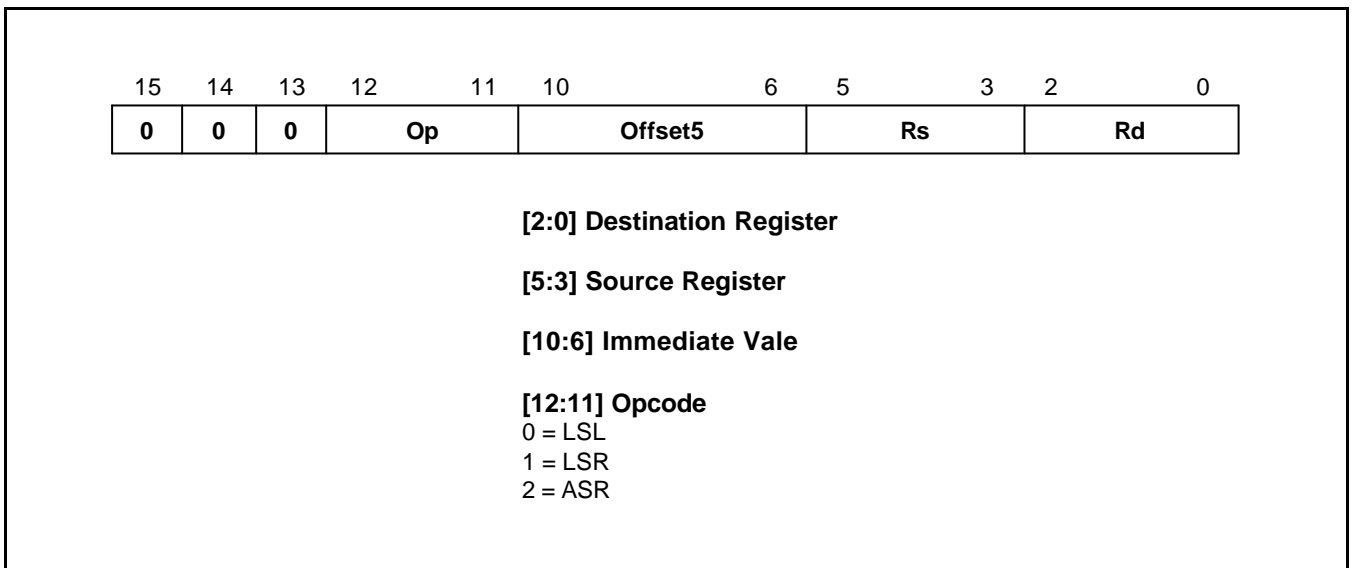 15 14 13 12 11 10 6 5 3 2 0
0 0 0 Op Offset5 Rs Rd
[2:0] Destination Register
[5:3] Source Register
[10:6] Immediate Vale
[12:11] Opcode
0 = LSL
1 = LSR
2 = ASR